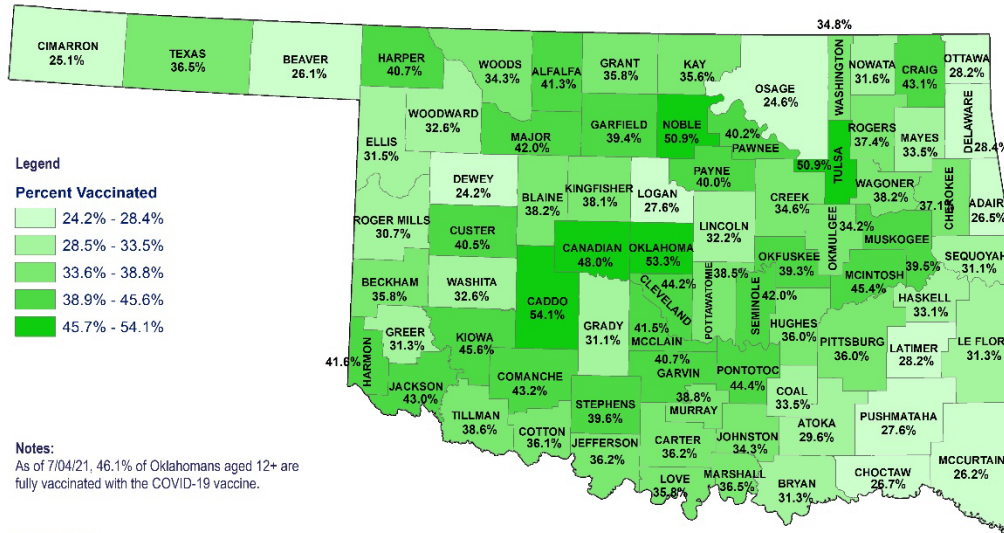 34.8%
CIMARRON
25.1%
TEXAS
36.5%
BEAVER
26.1%
HARPER
40.7%
WOODS
34.3%
ALFALFA
41.3%
GRANT
35.8%
KAY
35.6%
OSAGE
24.6%
WASHINGTON
NOWATA
31.6%
CRAIG
43.1%
OTTAWA
28.2%
ELLIS
31.5%
WOODWARD
32.6%
MAJOR
42.0%
GARFIELD
39.4%
NOBLE
50.9%
40.2%
PAWNEE
50.9%
TULSA
ROGERS
37.4%
MAYES
33.5%
DELAWARE
28.4%
Legend
Percent Vaccinated
24.2% - 28.4%
28.5% - 33.5%
33.6% - 38.8%
38.9% - 45.6%
45.7% - 54.1%
DEWEY
24.2%
BLAINE
38.2%
KINGFISHER
38.1%
LOGAN
27.6%
PAYNE
40.0%
CREEK
34.6%
WAGONER
38.2%
37.1%
CHEROKEE
ADAIR
26.5%
ROGER MILLS
30.7%
CUSTER
40.5%
CANADIAN
48.0%
OKLAHOMA
53.3%
LINCOLN
32.2%
OKFUSKEE
39.3%
OKMULGEE
34.2%
MUSKOGEE
39.5%
SEQUOYAH
31.1%
BECKHAM
35.8%
WASHITA
32.6%
CADDO
54.1%
GRADY
31.1%
CLEVELAND
44.2%
POTTAWATOMIE
38.5%
SEMINOLE
42.0%
HUGHES
36.0%
MCINTOSH
45.4%
HASKELL
33.1%
GREER
31.3%
KIOWA
45.6%
41.5%
MCCLAIN
PITTSBURG
36.0%
LATIMER
28.2%
LE FLOR
31.3%
41.6%
HARMON
JACKSON
43.0%
COMANCHE
43.2%
40.7%
GARVIN
PONTOTOC
44.4%
COAL
33.5%
TILLMAN
38.6%
COTTON
36.1%
STEPHENS
39.6%
38.8%
MURRAY
ATOKA
29.6%
PUSHMATAHA
27.6%
JEFFERSON
36.2%
CARTER
36.2%
JOHNSTON
34.3%
MCCURTAIN
26.2%
LOVE
35.8%
MARSHALL
36.5%
BRYAN
31.3%
CHOCTAW
26.7%
Notes:
As of 7/04/21, 46.1% of Oklahomans aged 12+ are
fully vaccinated with the COVID-19 vaccine.